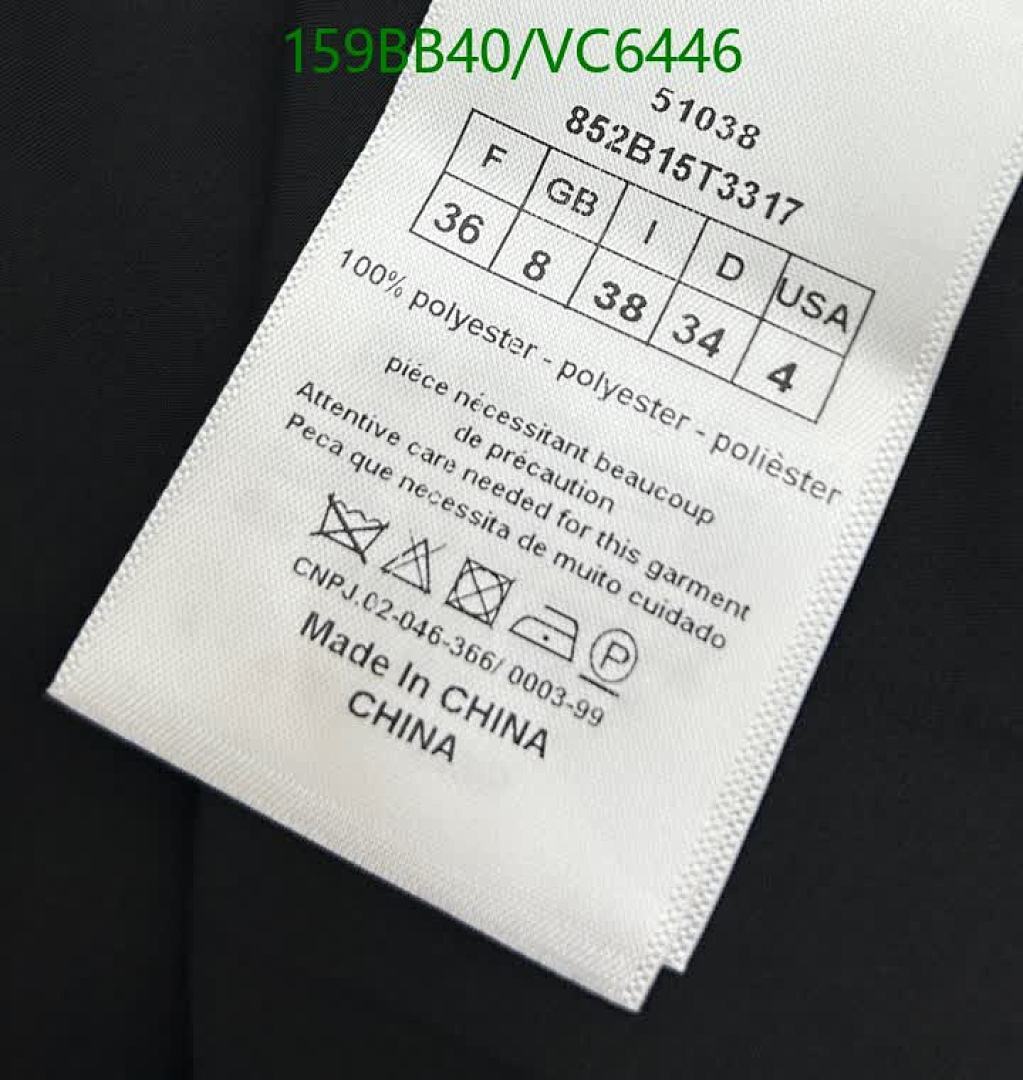 159BB40/VC6446
51038
852B15T3317
F GB I D USA
36 8 38 34 4
100% polyester - polyester - polièster
pièce nécessitant beaucoup
de précaution
Attentive care needed for this garment
Peca que necessita de muito cuidado
P
CNPJ.02-046-366/ 0003-99
Made In CHINA
CHINA